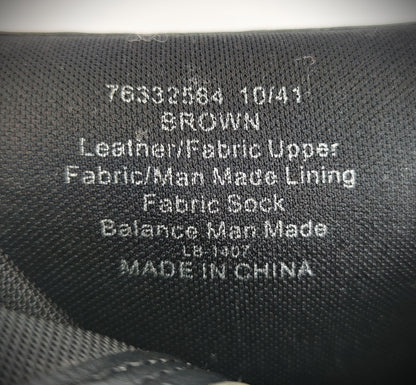 76332584 10/41
BROWN
Leather/Fabric Upper
Fabric/Man Made Lining
Fabric Sock
Balance Man Made
LB-1407
MADE IN CHINA